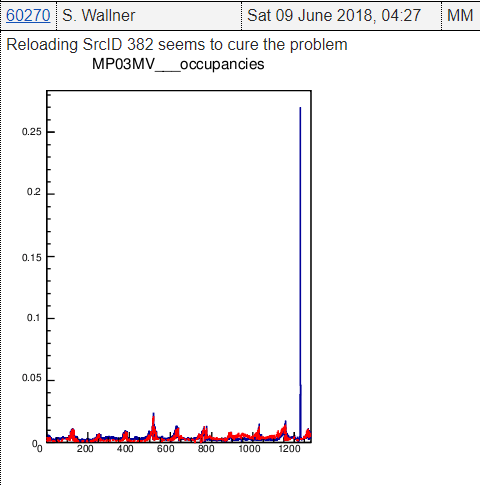 60270 S. Wallner Sat 09 June 2018, 04:27 MM
Reloading SrcID 382 seems to cure the problem
MP03MV___occupancies
0.25
0.2
0.15
0.1
0.05
0
0 200 400 600 800 1000 1200